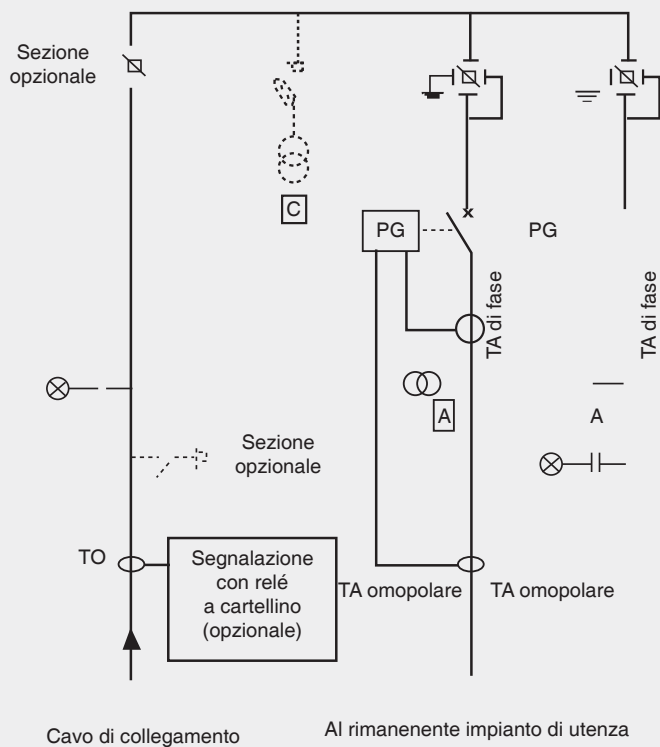 Sezione
opzionale
C
PG
PG
TA di fase
TA di fase
A
A
Sezione
opzionale
TO
Segnalazione
con relé
a cartellino
(opzionale)
TA omopolare
TA omopolare
Cavo di collegamento
Al rimanenente impianto di utenza